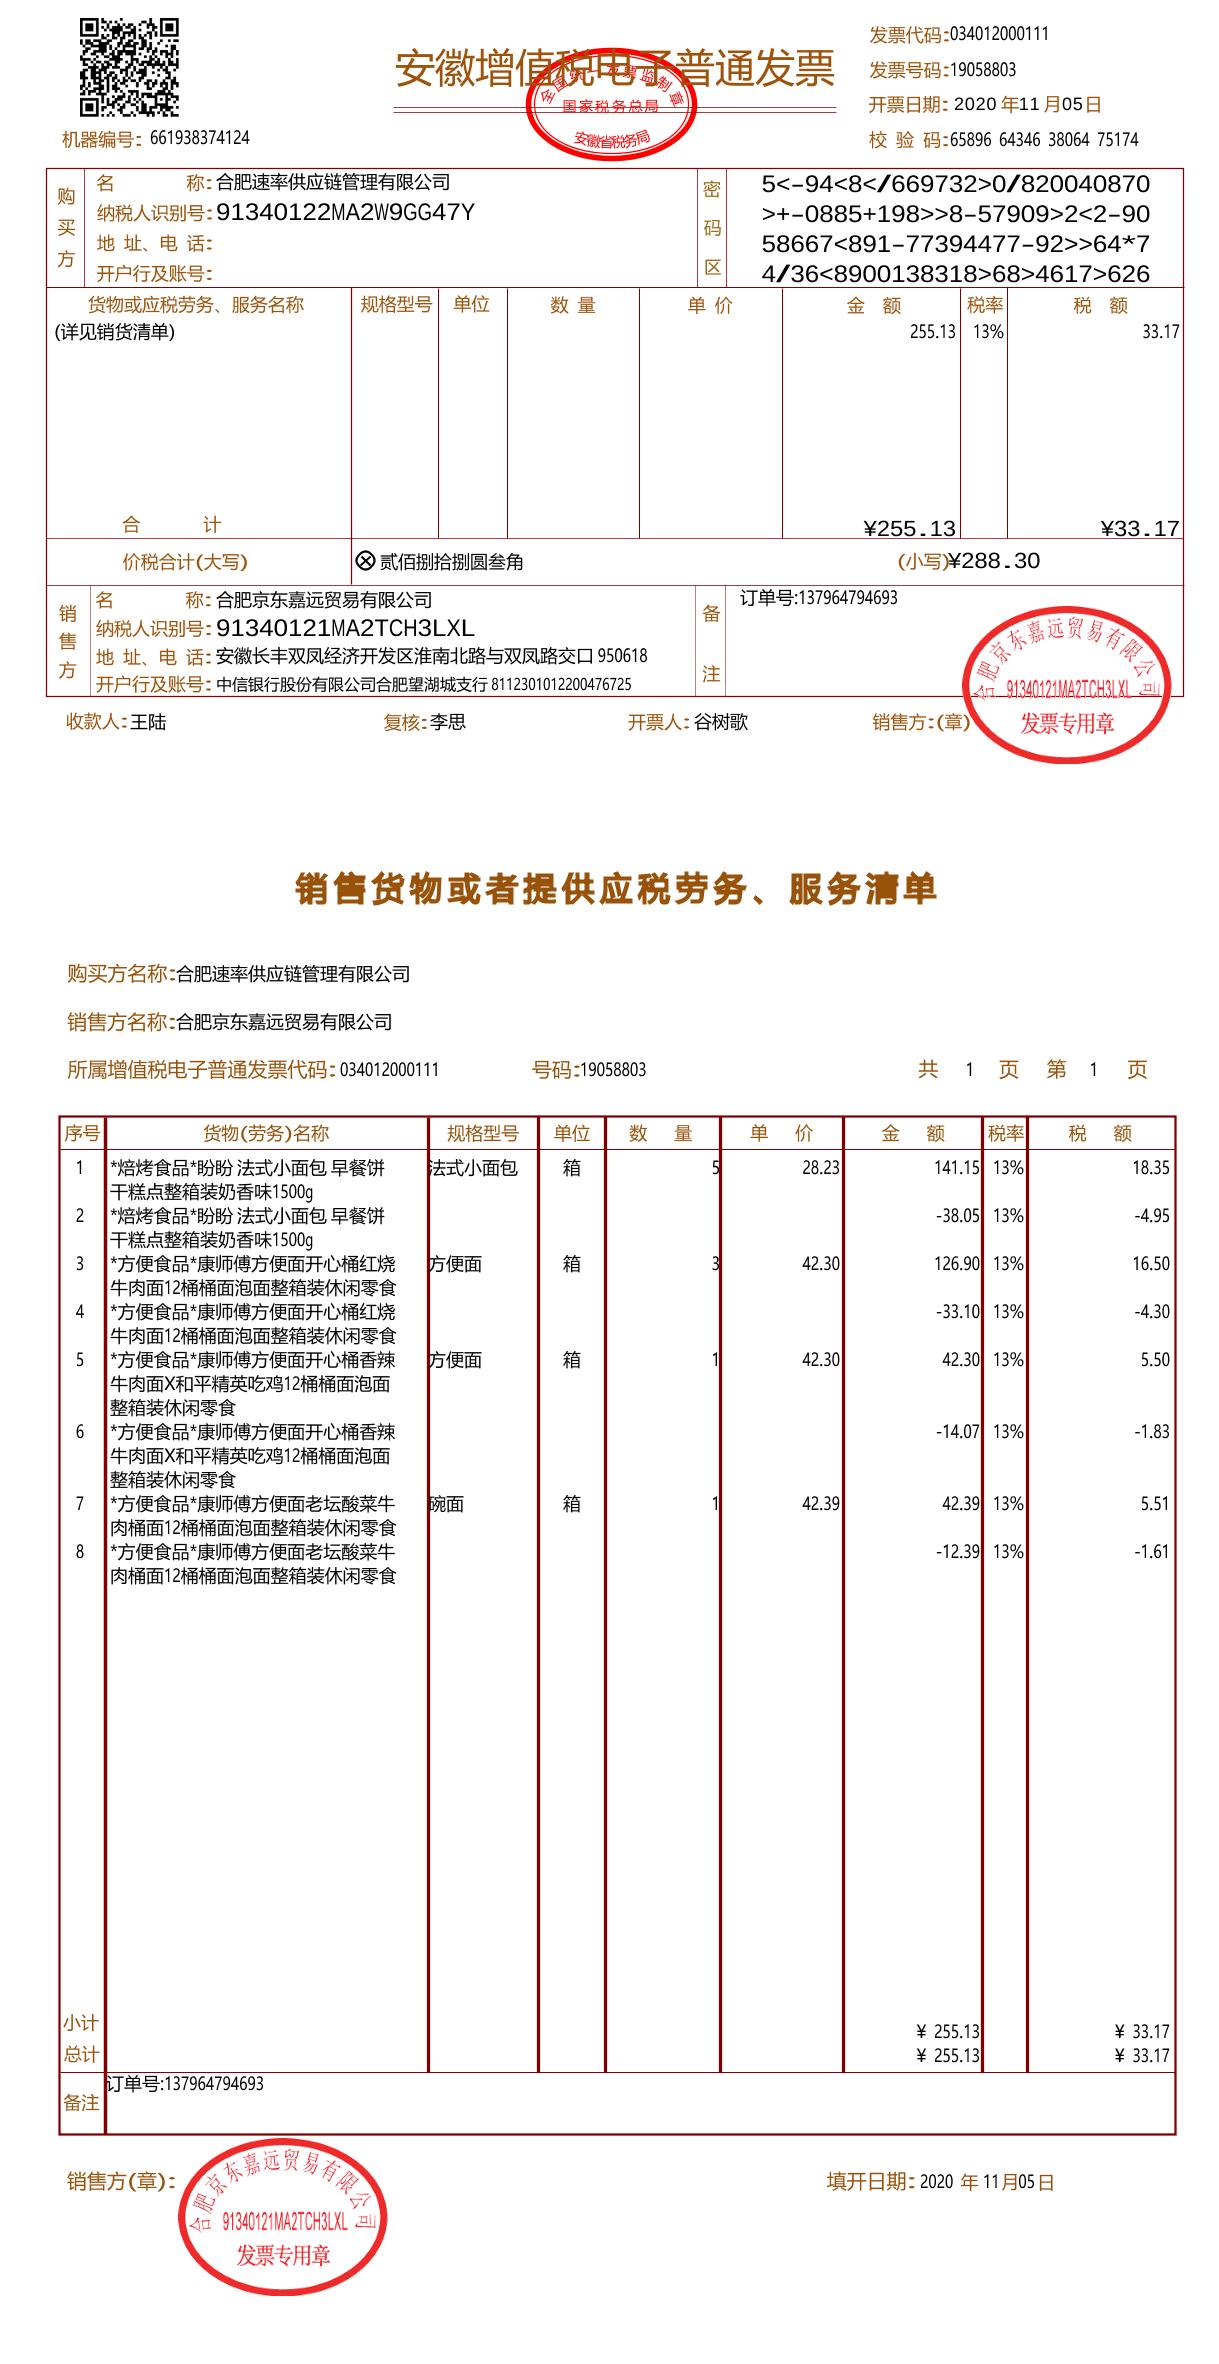 安徽增值税电子普通发票
全国统一发票监制章
国家税务总局
安徽省税务局
发票代码:034012000111
发票号码:19058803
开票日期: 2020 年11 月05日
校 验 码:65896 64346 38064 75174
机器编号: 661938374124
购买方
名 称: 合肥速率供应链管理有限公司
纳税人识别号: 91340122MA2W9GG47Y
地 址、电 话:
开户行及账号:
密码区
5<-94<8</669732>0/820040870
>+-0885+198>>8-57909>2<2-90
58667<891-77394477-92>>64*7
4/36<8900138318>68>4617>626
货物或应税劳务、服务名称 规格型号 单位 数 量 单 价 金 额 税率 税 额
(详见销货清单) 255.13 13% 33.17
合 计 ¥255.13 ¥33.17
价税合计(大写) ⊗ 贰佰捌拾捌圆叁角 (小写)¥288.30
销售方
名 称: 合肥京东嘉远贸易有限公司
纳税人识别号: 91340121MA2TCH3LXL
地 址、电 话: 安徽长丰双凤经济开发区淮南北路与双凤路交口 950618
开户行及账号: 中信银行股份有限公司合肥望湖城支行 8112301012200476725
备注
订单号:137964794693
收款人: 王陆 复核: 李思 开票人: 谷树歌 销售方:(章)
合肥京东嘉远贸易有限公司
91340121MA2TCH3LXL
发票专用章
销售货物或者提供应税劳务、服务清单
购买方名称:合肥速率供应链管理有限公司
销售方名称:合肥京东嘉远贸易有限公司
所属增值税电子普通发票代码: 034012000111 号码:19058803 共 1 页 第 1 页
序号 货物(劳务)名称 规格型号 单位 数 量 单 价 金 额 税率 税 额
1 *焙烤食品*盼盼 法式小面包 早餐饼 法式小面包 箱 5 28.23 141.15 13% 18.35
干糕点整箱装奶香味1500g
2 *焙烤食品*盼盼 法式小面包 早餐饼 -38.05 13% -4.95
干糕点整箱装奶香味1500g
3 *方便食品*康师傅方便面开心桶红烧 方便面 箱 3 42.30 126.90 13% 16.50
牛肉面12桶桶面泡面整箱装休闲零食
4 *方便食品*康师傅方便面开心桶红烧 -33.10 13% -4.30
牛肉面12桶桶面泡面整箱装休闲零食
5 *方便食品*康师傅方便面开心桶香辣 方便面 箱 1 42.30 42.30 13% 5.50
牛肉面X和平精英吃鸡12桶桶面泡面
整箱装休闲零食
6 *方便食品*康师傅方便面开心桶香辣 -14.07 13% -1.83
牛肉面X和平精英吃鸡12桶桶面泡面
整箱装休闲零食
7 *方便食品*康师傅方便面老坛酸菜牛 碗面 箱 1 42.39 42.39 13% 5.51
肉桶面12桶桶面泡面整箱装休闲零食
8 *方便食品*康师傅方便面老坛酸菜牛 -12.39 13% -1.61
肉桶面12桶桶面泡面整箱装休闲零食
小计 ¥ 255.13 ¥ 33.17
总计 ¥ 255.13 ¥ 33.17
备注 订单号:137964794693
销售方(章): 填开日期: 2020 年 11 月05 日
合肥京东嘉远贸易有限公司
91340121MA2TCH3LXL
发票专用章